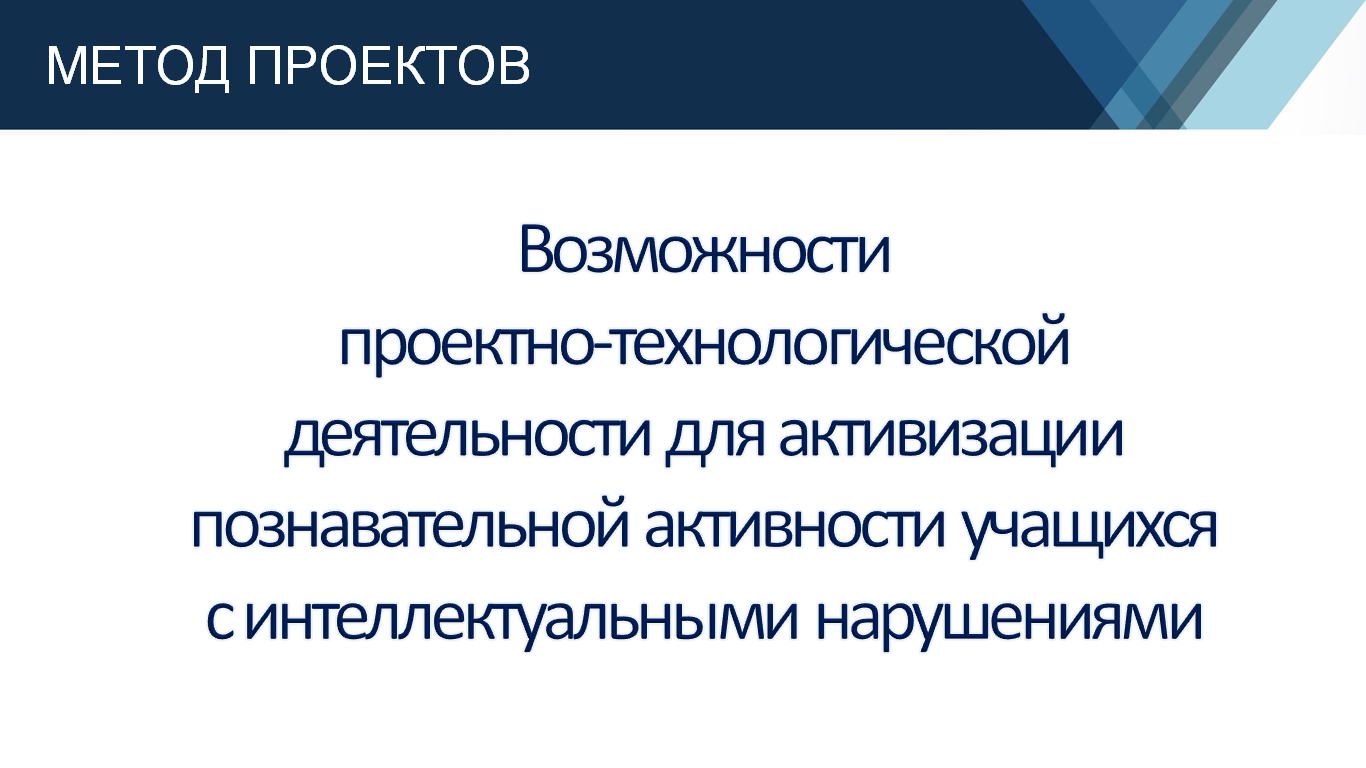 МЕТОД ПРОЕКТОВ
Возможности
проектно-технологической
деятельности для активизации
познавательной активности учащихся
с интеллектуальными нарушениями